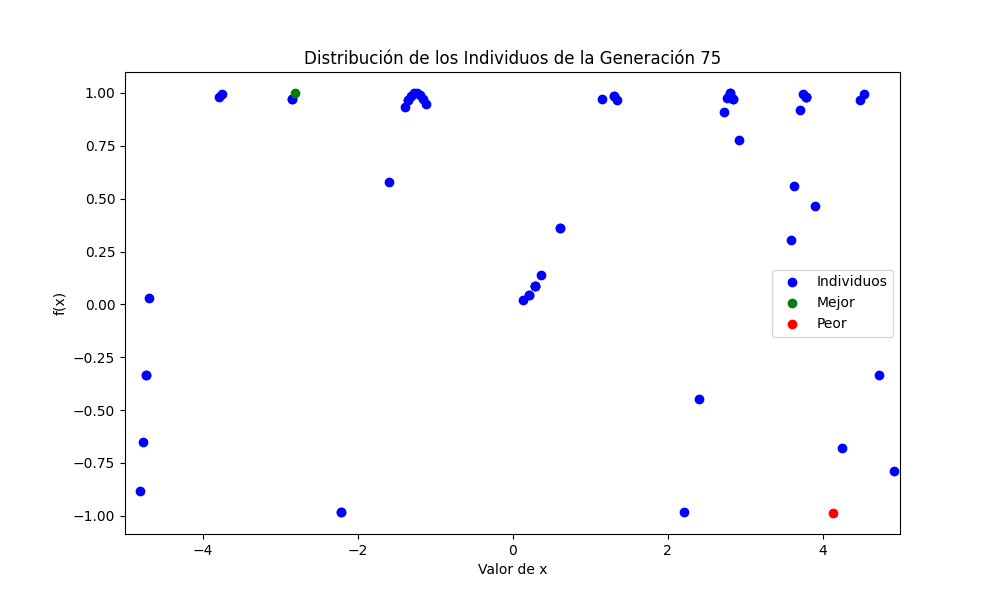 Distribución de los Individuos de la Generación 75
1.00
0.75
0.50
0.25
0.00
−0.25
−0.50
−0.75
−1.00
f(x)
Individuos
Mejor
Peor
−4
−2
0
2
4
Valor de x